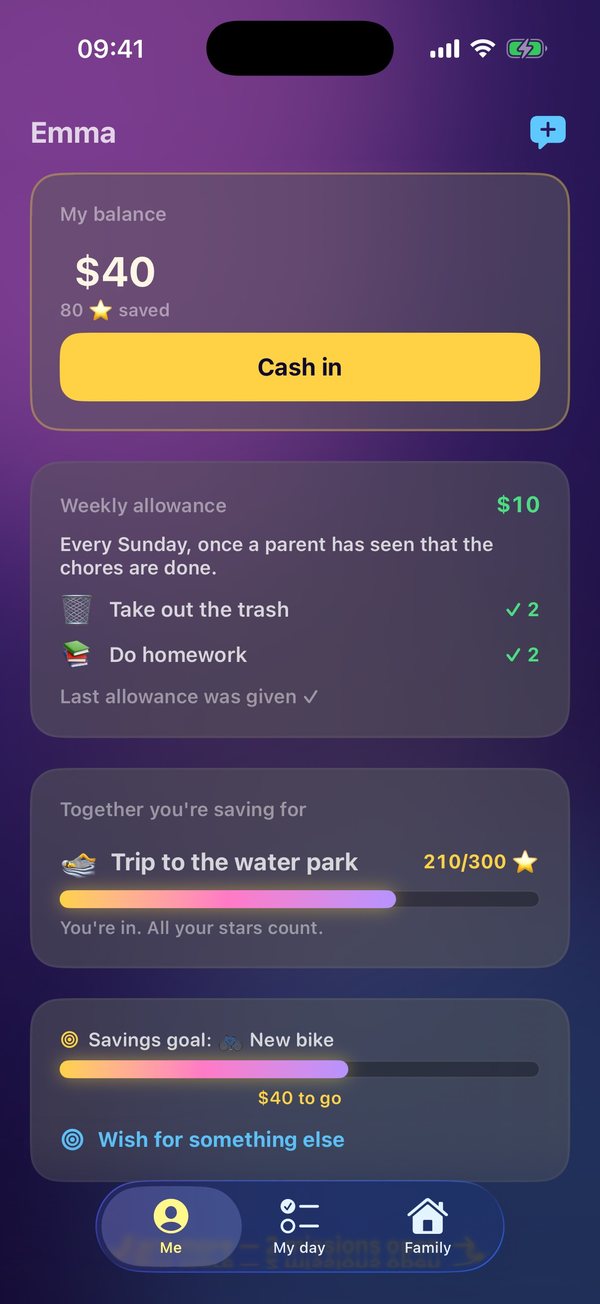 09:41
Emma
My balance
$40
80 ⭐ saved
Cash in
Weekly allowance $10
Every Sunday, once a parent has seen that the
chores are done.
Take out the trash ✓ 2
Do homework ✓ 2
Last allowance was given ✓
Together you're saving for
Trip to the water park 210/300 ⭐
You're in. All your stars count.
Savings goal: 🚲 New bike
$40 to go
Wish for something else
Me My day Family